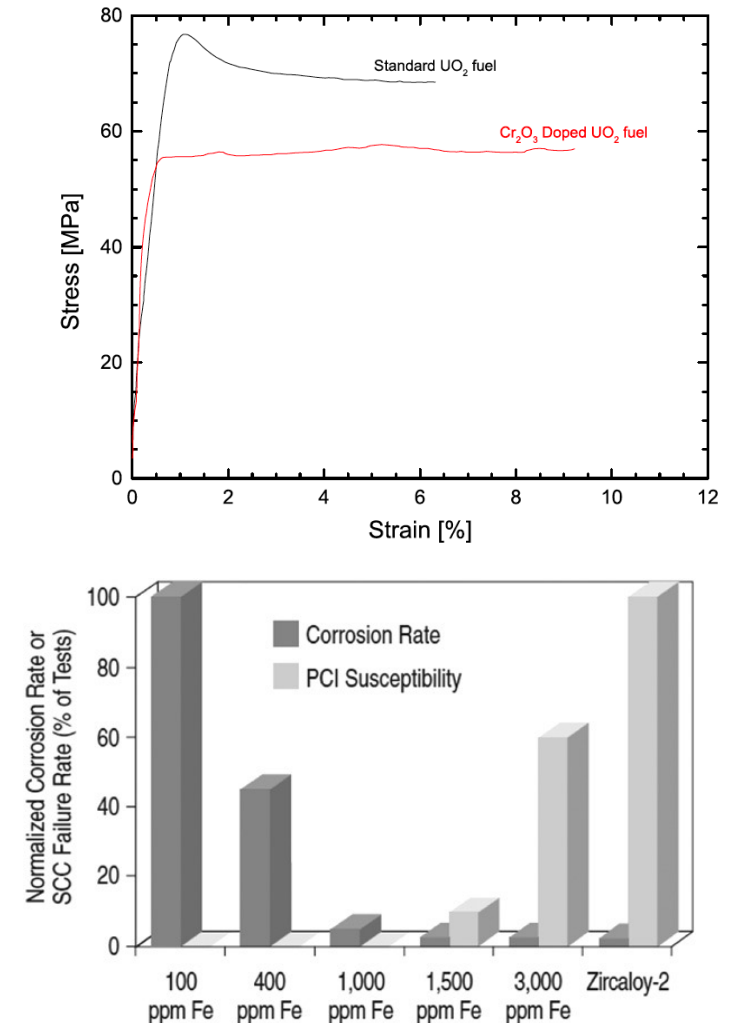 80
60
40
20
0
0 2 4 6 8 10 12
Stress [MPa]
Strain [%]
Standard UO₂ fuel
Cr₂O₃ Doped UO₂ fuel
Normalized Corrosion Rate or
SCC Failure Rate (% of Tests)
100
80
60
40
20
0
Corrosion Rate
PCI Susceptibility
100 400 1,000 1,500 3,000 Zircaloy-2
ppm Fe ppm Fe ppm Fe ppm Fe ppm Fe